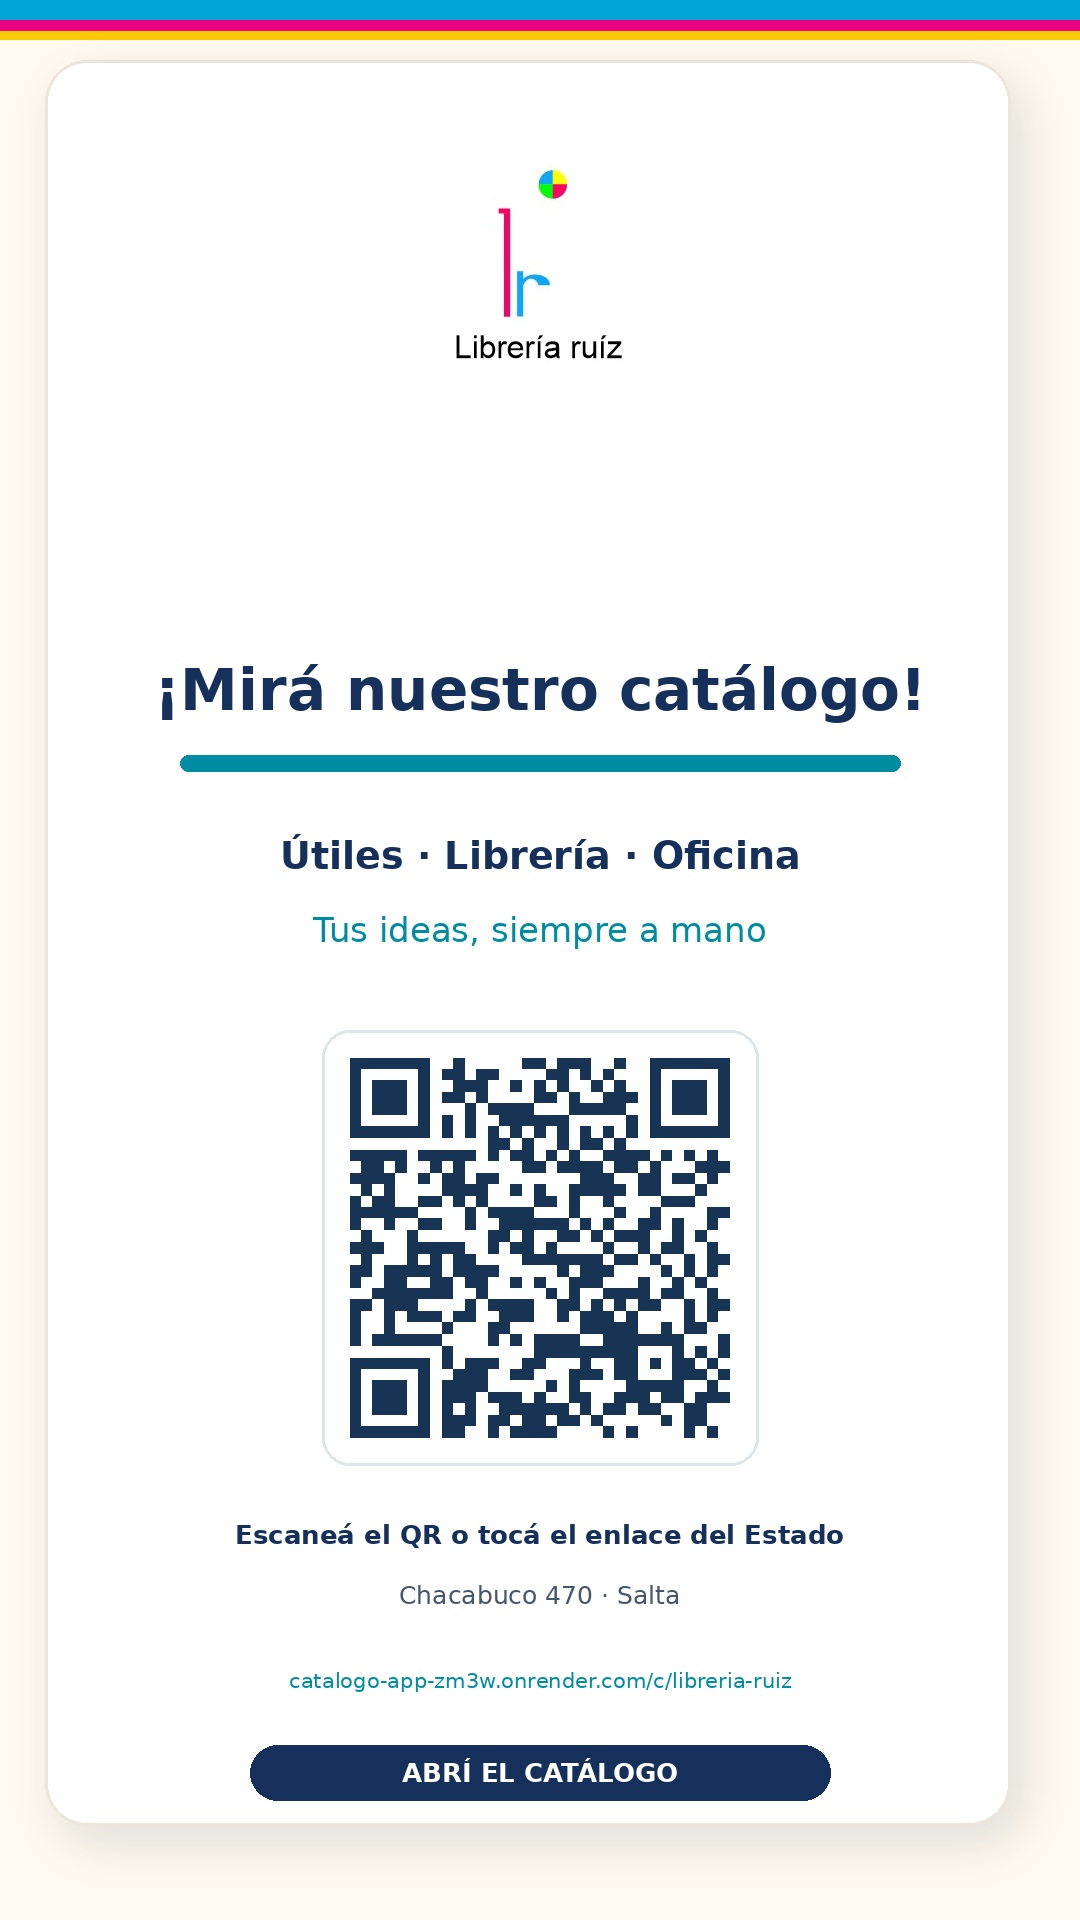 lr
Librería ruíz
¡Mirá nuestro catálogo!
Útiles · Librería · Oficina
Tus ideas, siempre a mano
Escaneá el QR o tocá el enlace del Estado
Chacabuco 470 · Salta
catalogo-app-zm3w.onrender.com/c/libreria-ruiz
ABRÍ EL CATÁLOGO